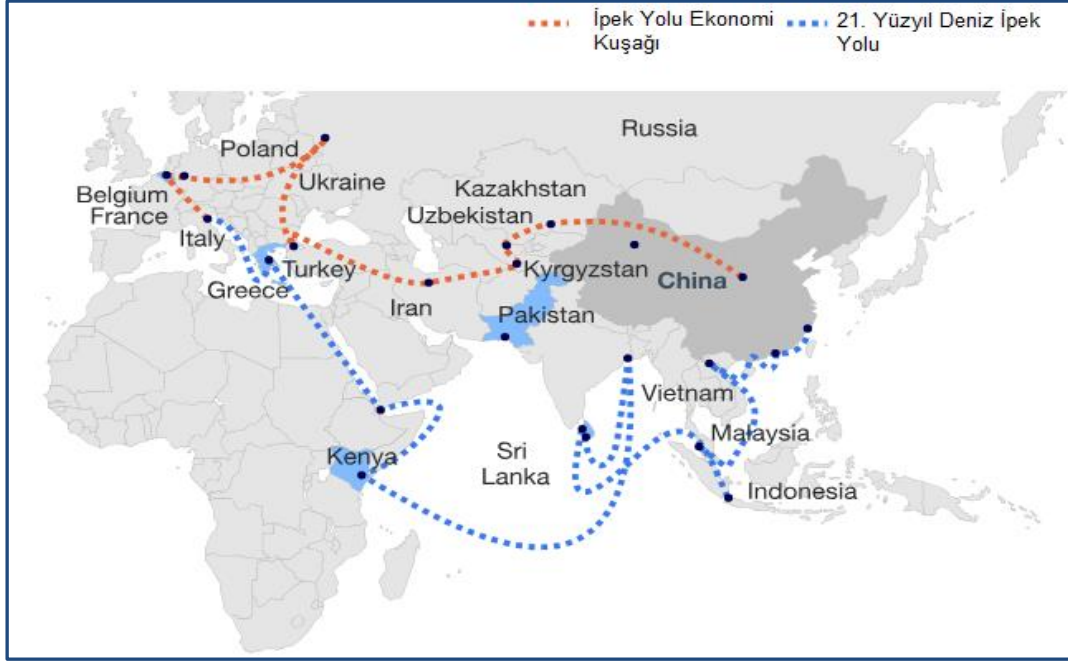 İpek Yolu Ekonomi
Kuşağı
21. Yüzyıl Deniz İpek
Yolu
Russia
Poland
Ukraine
Belgium
France
Kazakhstan
Uzbekistan
Italy
Turkey
Kyrgyzstan
China
Greece
Iran
Pakistan
Vietnam
Malaysia
Kenya
Sri
Lanka
Indonesia